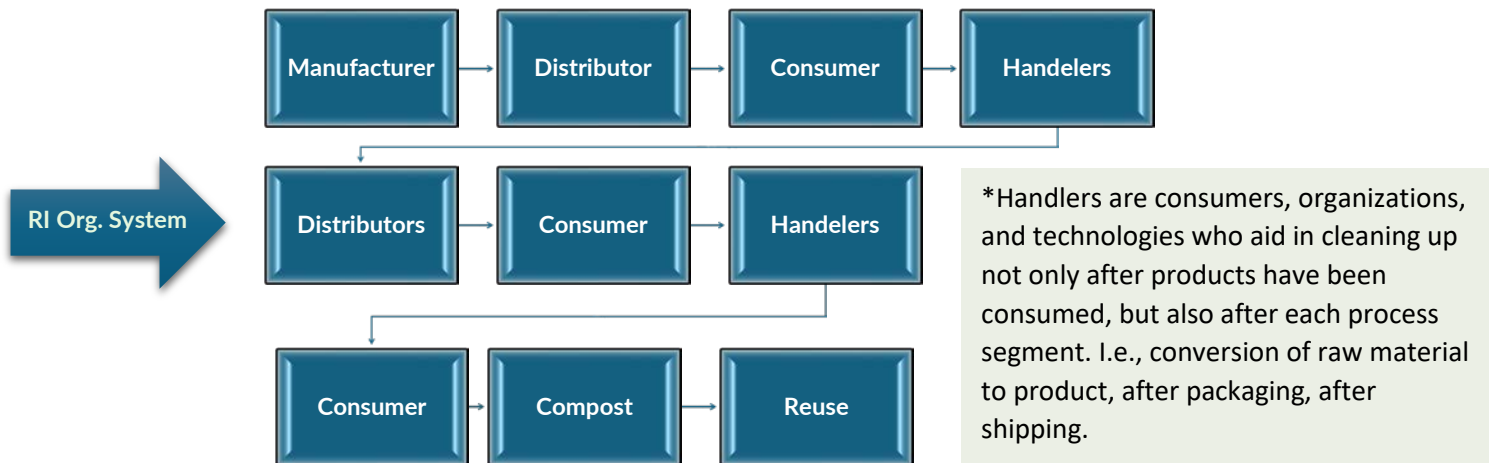 Manufacturer
Distributor
Consumer
Handelers
RI Org. System
Distributors
Consumer
Handelers
Consumer
Compost
Reuse
*Handlers are consumers, organizations,
and technologies who aid in cleaning up
not only after products have been
consumed, but also after each process
segment. I.e., conversion of raw material
to product, after packaging, after
shipping.